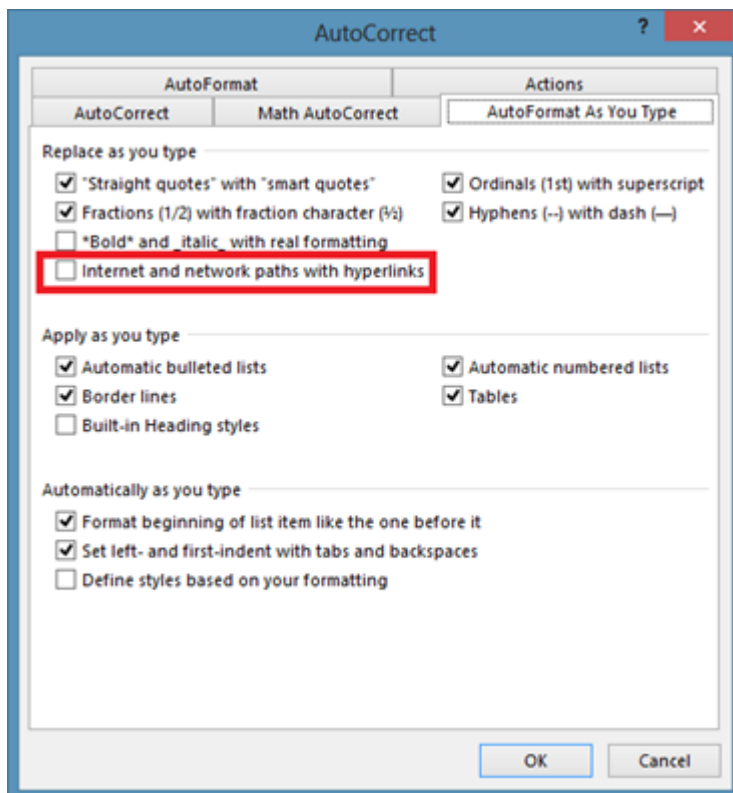 AutoCorrect ? ×
AutoFormat Actions
AutoCorrect Math AutoCorrect AutoFormat As You Type
Replace as you type
"Straight quotes" with “smart quotes” Ordinals (1st) with superscript
Fractions (1/2) with fraction character (½) Hyphens (--) with dash (—)
*Bold* and _italic_ with real formatting
Internet and network paths with hyperlinks
Apply as you type
Automatic bulleted lists Automatic numbered lists
Border lines Tables
Built-in Heading styles
Automatically as you type
Format beginning of list item like the one before it
Set left- and first-indent with tabs and backspaces
Define styles based on your formatting
OK Cancel